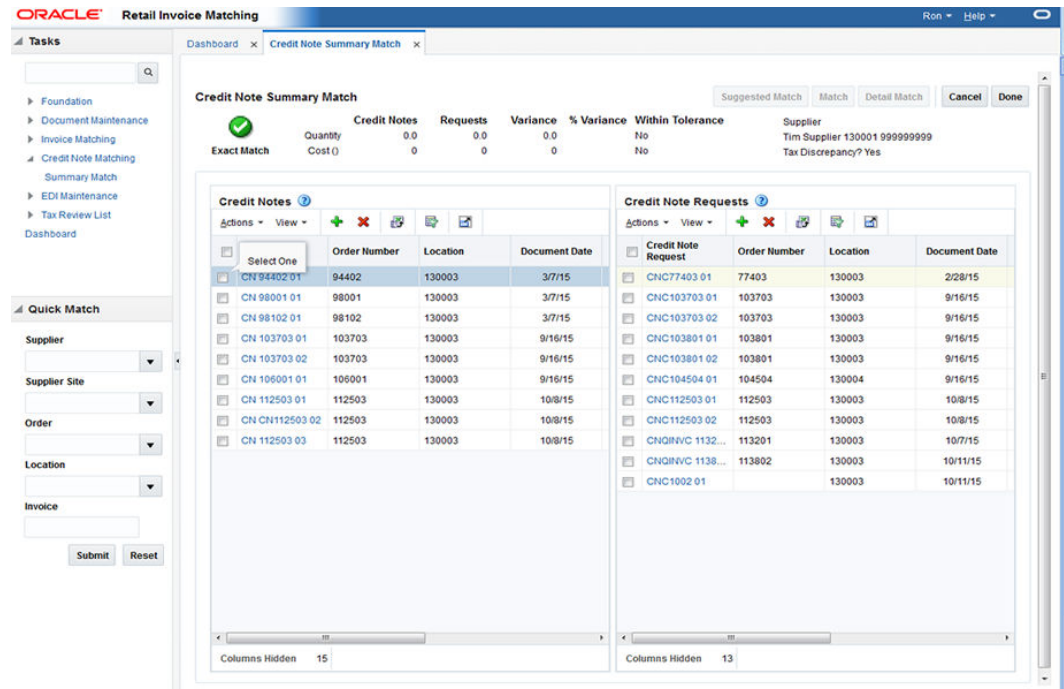 ORACLE® Retail Invoice Matching Ron Help
Tasks
Foundation
Document Maintenance
Invoice Matching
Credit Note Matching
Summary Match
EDI Maintenance
Tax Review List
Dashboard
Quick Match
Supplier
Supplier Site
Order
Location
Invoice
Submit Reset
Dashboard x Credit Note Summary Match x
Credit Note Summary Match Suggested Match Match Detail Match Cancel Done
Credit Notes Requests Variance % Variance Within Tolerance Supplier
Quantity 0.0 0.0 0.0 No Tim Supplier 130001 999999999
Exact Match Cost () 0 0 0 No Tax Discrepancy? Yes
Credit Notes
Actions View
Order Number Location Document Date
Select One
CN 94402 01 94402 130003 3/7/15
CN 98001 01 98001 130003 3/7/15
CN 98102 01 98102 130003 3/7/15
CN 103703 01 103703 130003 9/16/15
CN 103703 02 103703 130003 9/16/15
CN 106001 01 106001 130003 9/16/15
CN 112503 01 112503 130003 10/8/15
CN CN112503 02 112503 130003 10/8/15
CN 112503 03 112503 130003 10/8/15
Columns Hidden 15
Credit Note Requests
Actions View
Credit Note Request Order Number Location Document Date
CNC77403 01 77403 130003 2/28/15
CNC103703 01 103703 130003 9/16/15
CNC103703 02 103703 130003 9/16/15
CNC103801 01 103801 130003 9/16/15
CNC103801 02 103801 130003 9/16/15
CNC104504 01 104504 130004 9/16/15
CNC112503 01 112503 130003 10/8/15
CNC112503 02 112503 130003 10/8/15
CNQINVC 1132... 113201 130003 10/7/15
CNQINVC 1138... 113802 130003 10/11/15
CNC1002 01 130003 10/11/15
Columns Hidden 13